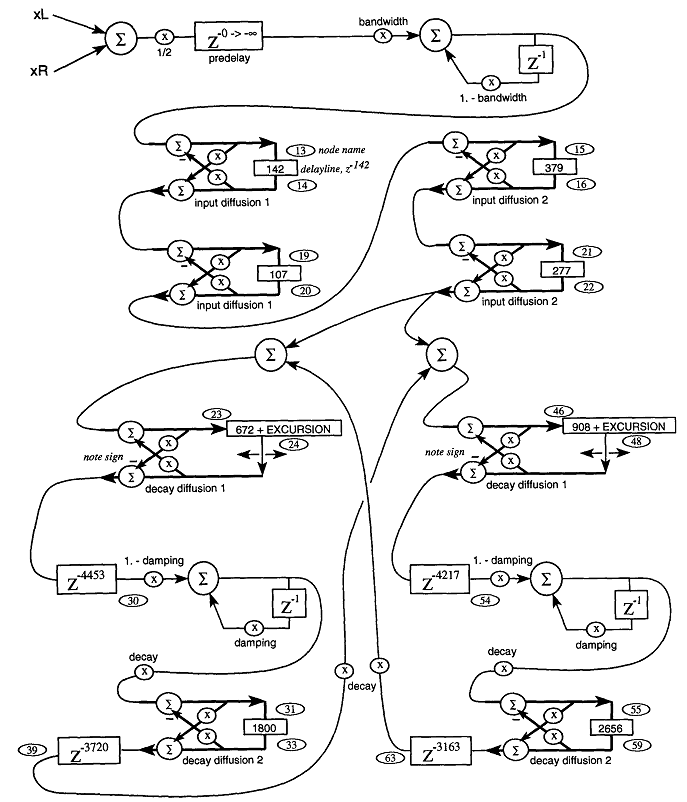 xL
xR
Σ
x
1/2
Z^-0 -> -∞
predelay
bandwidth
x
Σ
Z^-1
x
1. - bandwidth
Σ
x
13 node name
142 delayline, z^-142
−
x
14
Σ
input diffusion 1
Σ
x
15
379
−
x
16
Σ
input diffusion 2
Σ
x
19
107
−
x
20
Σ
input diffusion 1
Σ
x
21
277
−
x
22
Σ
input diffusion 2
Σ
Σ
23
Σ
x
672 + EXCURSION
24
note sign
−
x
Σ
decay diffusion 1
46
Σ
x
908 + EXCURSION
48
note sign
−
x
Σ
decay diffusion 1
Z^-4453
30
1. - damping
x
Σ
Z^-1
x
damping
Z^-4217
54
1. - damping
x
Σ
Z^-1
x
damping
decay
x
x
x
decay
decay
x
Σ
x
31
1800
−
x
33
Σ
decay diffusion 2
39
Z^-3720
Σ
x
55
2656
−
x
59
Σ
decay diffusion 2
63
Z^-3163